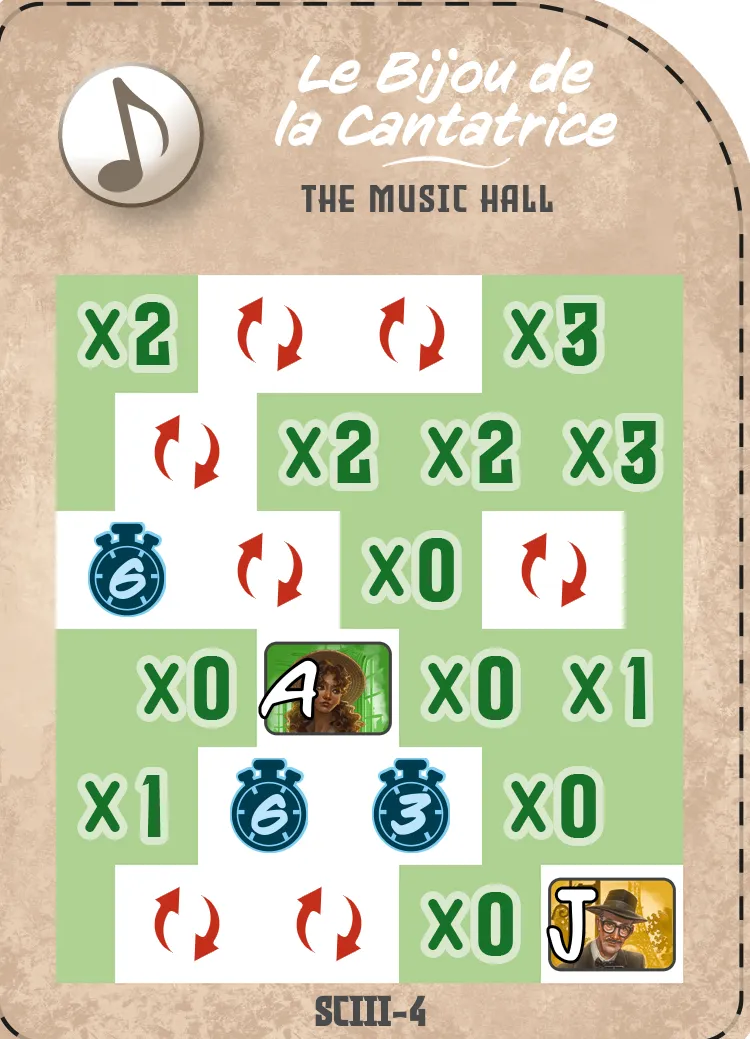 Le Bijou de
la Cantatrice
THE MUSIC HALL
X2 X3
X2 X2 X3
6 X0
X0 A X0 X1
X1 6 3 X0
X0 J
SCIII-4